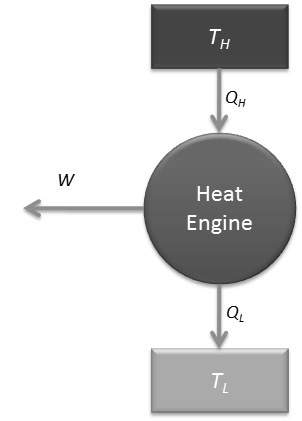 T_H
Q_H
W
Heat
Engine
Q_L
T_L